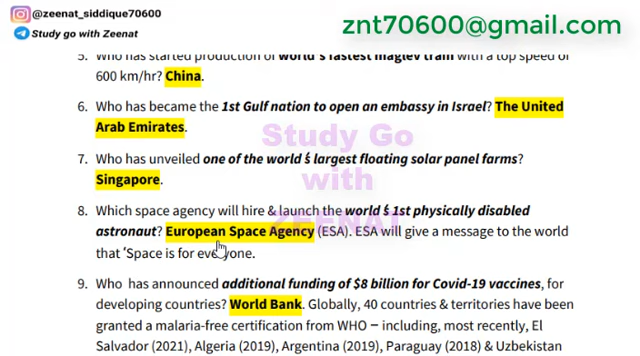 @zeenat_siddique70600
Study go with Zeenat
znt70600@gmail.com
5. Who has started production of world's fastest maglev train with a top speed of
600 km/hr? China.
6. Who has became the 1st Gulf nation to open an embassy in Israel? The United
Arab Emirates.
7. Who has unveiled one of the world's largest floating solar panel farms?
Singapore.
8. Which space agency will hire & launch the world's 1st physically disabled
astronaut? European Space Agency (ESA). ESA will give a message to the world
that 'Space is for everyone.
9. Who has announced additional funding of $8 billion for Covid-19 vaccines, for
developing countries? World Bank. Globally, 40 countries & territories have been
granted a malaria-free certification from WHO – including, most recently, El
Salvador (2021), Algeria (2019), Argentina (2019), Paraguay (2018) & Uzbekistan
Study Go
with
ZEENAT